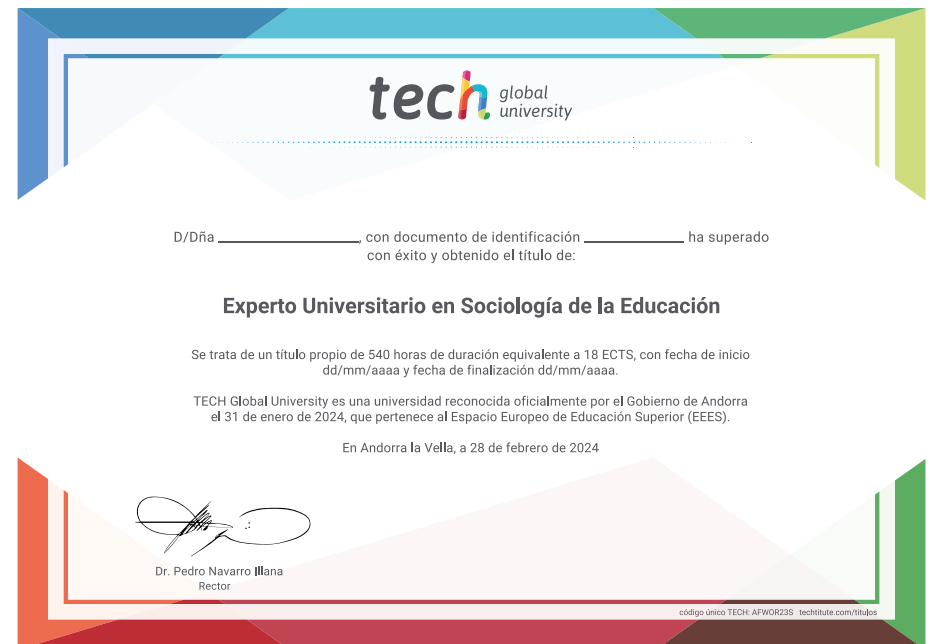 tech global university
D/Dña ____________, con documento de identificación ____________ ha superado
con éxito y obtenido el título de:
Experto Universitario en Sociología de la Educación
Se trata de un título propio de 540 horas de duración equivalente a 18 ECTS, con fecha de inicio
dd/mm/aaaa y fecha de finalización dd/mm/aaaa.
TECH Global University es una universidad reconocida oficialmente por el Gobierno de Andorra
el 31 de enero de 2024, que pertenece al Espacio Europeo de Educación Superior (EEES).
En Andorra la Vella, a 28 de febrero de 2024
Dr. Pedro Navarro Illana
Rector
código único TECH: AFWOR23S techtitute.com/titulos